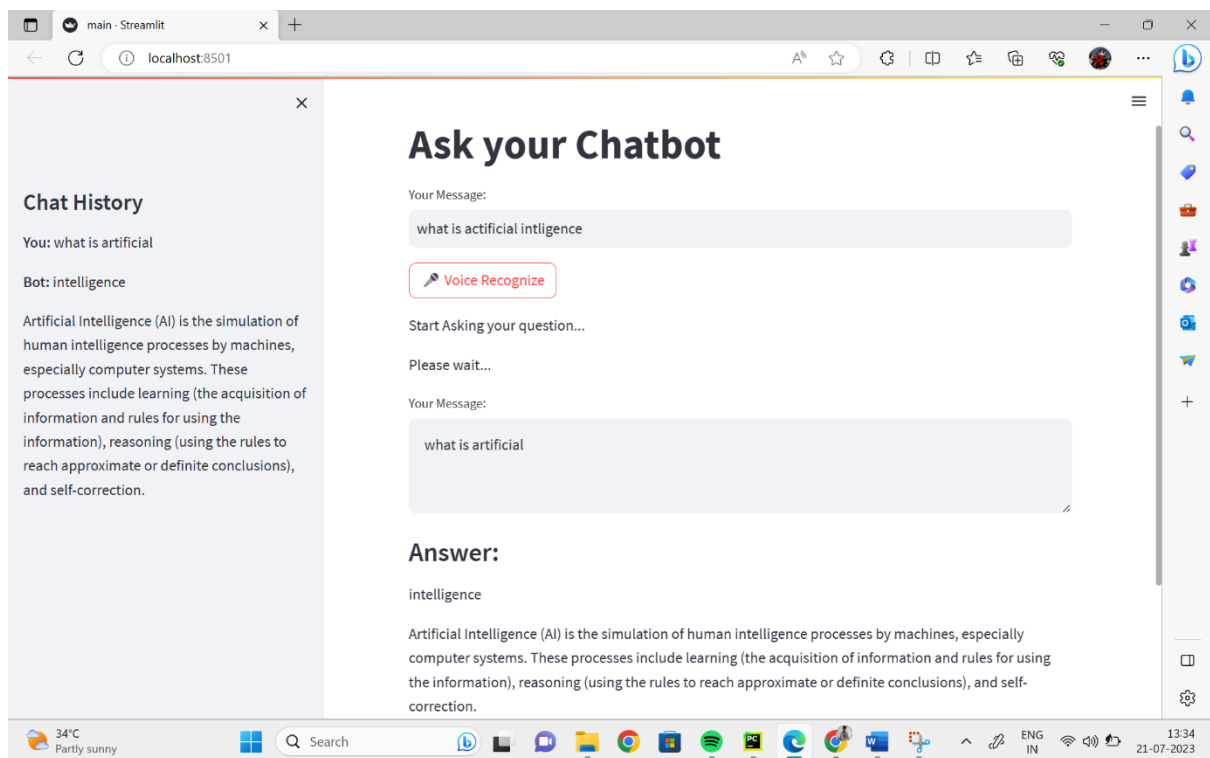 main · Streamlit
localhost:8501
Chat History
You: what is artificial
Bot: intelligence
Artificial Intelligence (AI) is the simulation of
human intelligence processes by machines,
especially computer systems. These
processes include learning (the acquisition of
information and rules for using the
information), reasoning (using the rules to
reach approximate or definite conclusions),
and self-correction.
Ask your Chatbot
Your Message:
what is actificial intligence
Voice Recognize
Start Asking your question...
Please wait...
Your Message:
what is artificial
Answer:
intelligence
Artificial Intelligence (AI) is the simulation of human intelligence processes by machines, especially
computer systems. These processes include learning (the acquisition of information and rules for using
the information), reasoning (using the rules to reach approximate or definite conclusions), and self-
correction.
34°C
Partly sunny
Search
ENG
IN
13:34
21-07-2023